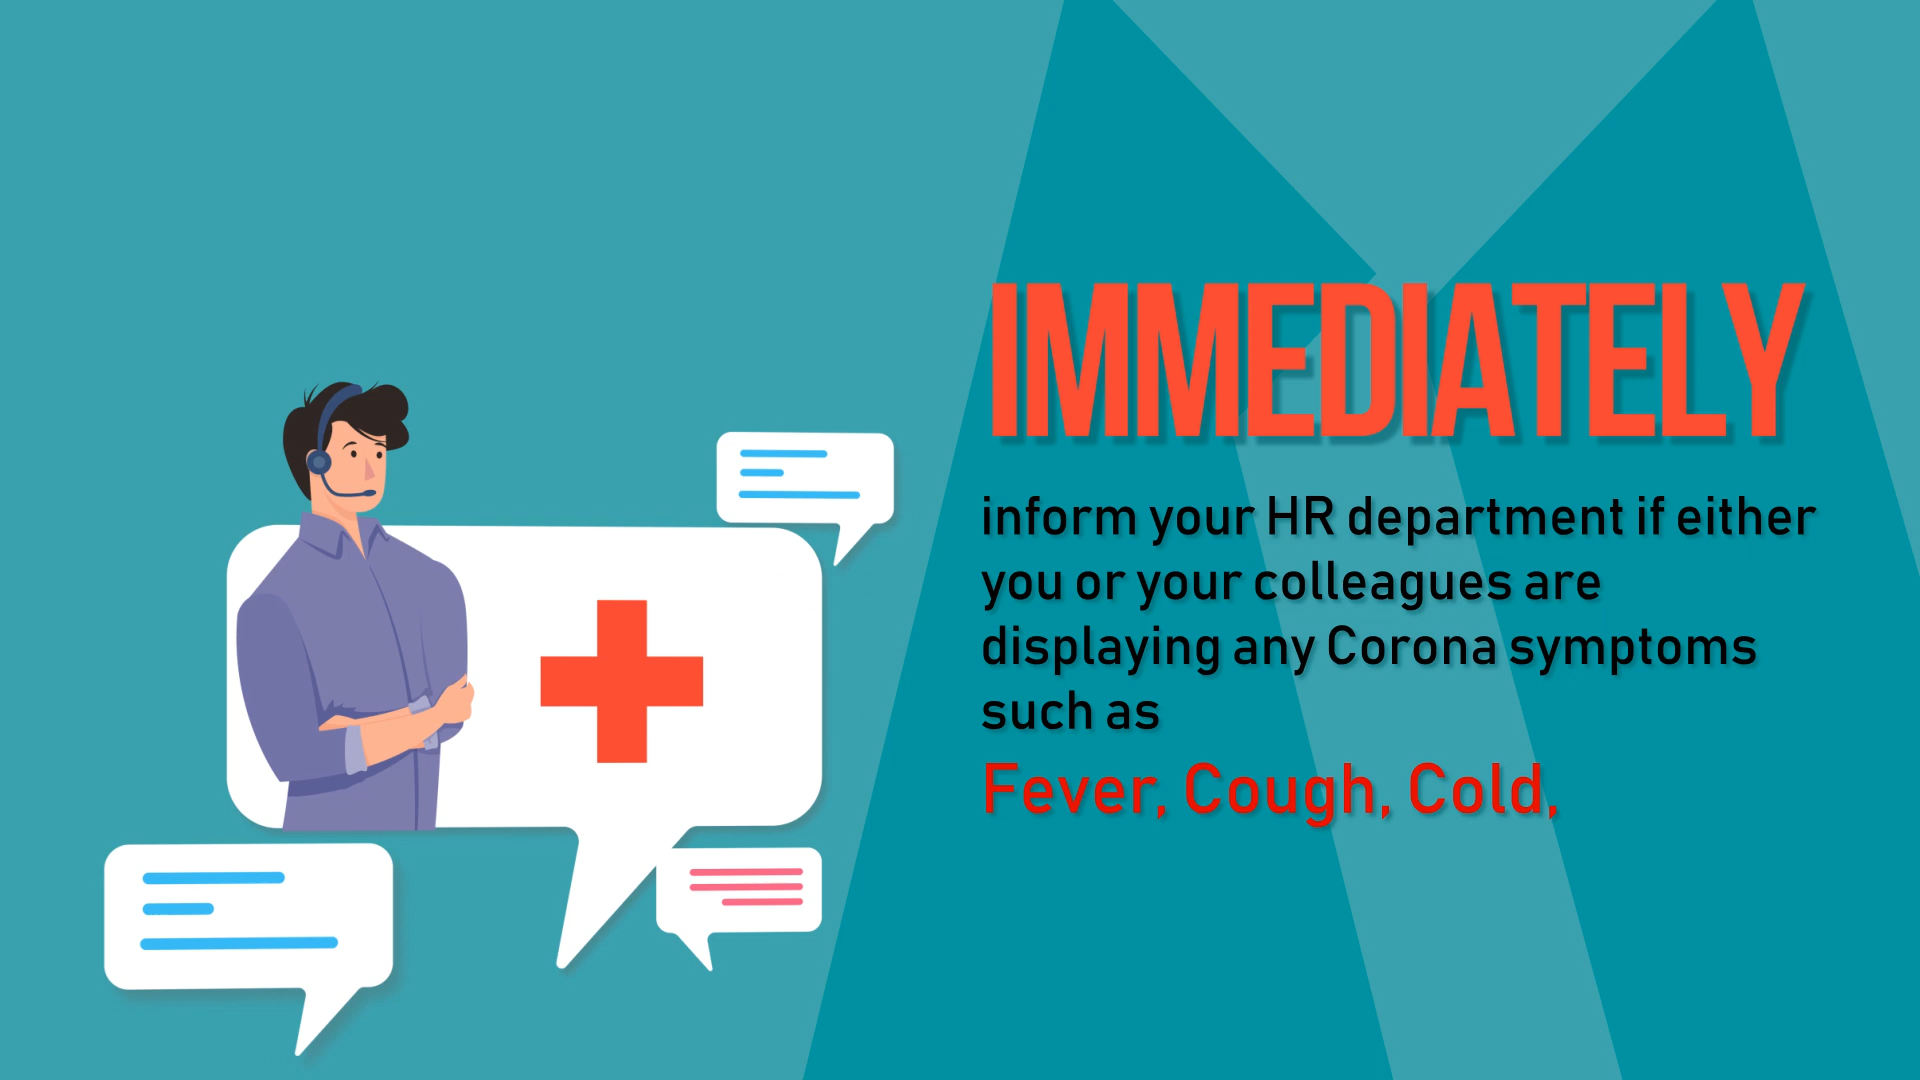 IMMEDIATELY
inform your HR department if either
you or your colleagues are
displaying any Corona symptoms
such as
Fever, Cough, Cold,